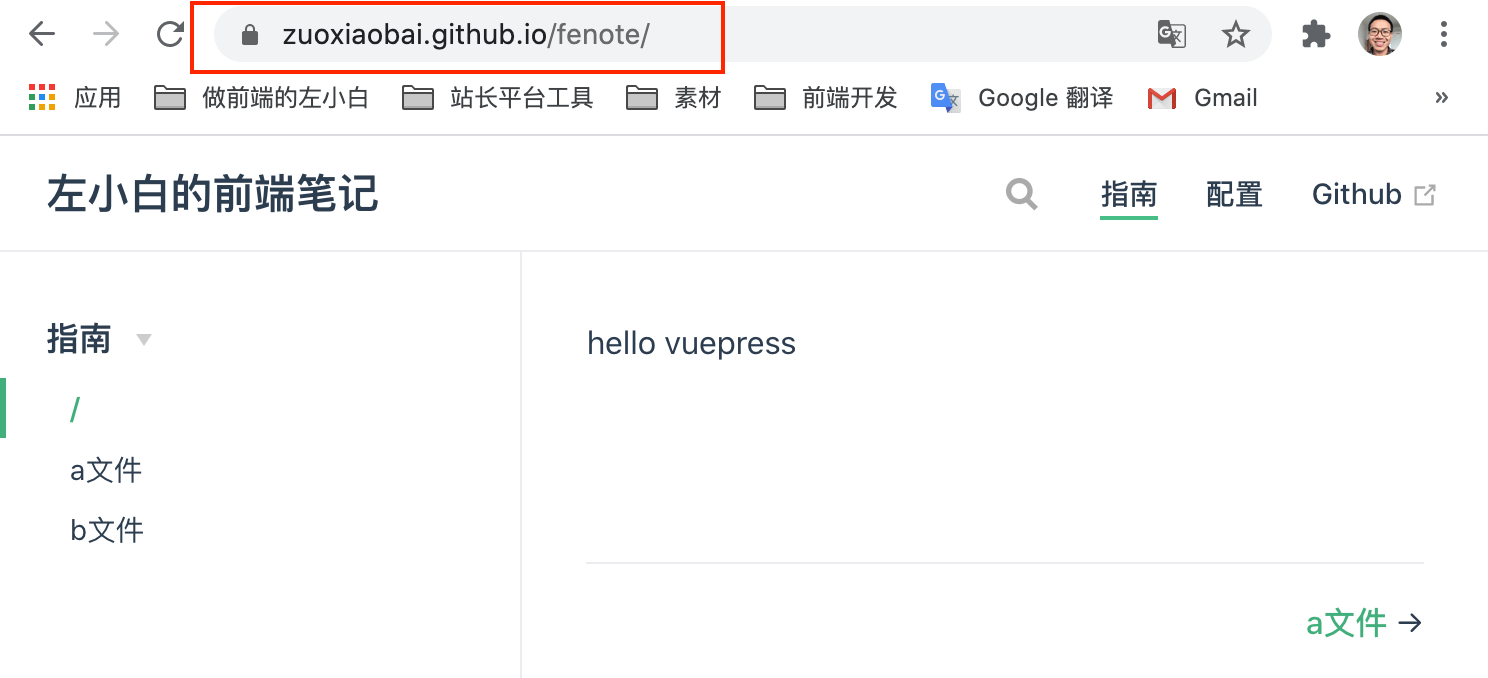 zuoxiaobai.github.io/fenote/
应用 做前端的左小白 站长平台工具 素材 前端开发 Google 翻译 Gmail »
左小白的前端笔记 指南 配置 Github
指南
hello vuepress
/
a文件
b文件
a文件 →